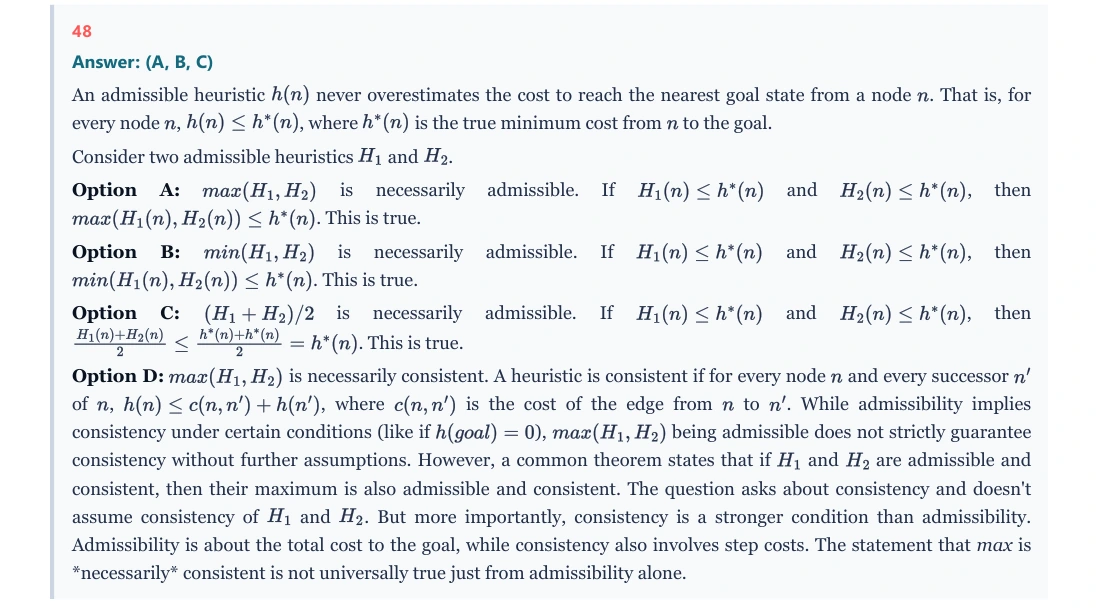 48
Answer: (A, B, C)
An admissible heuristic h(n) never overestimates the cost to reach the nearest goal state from a node n. That is, for
every node n, h(n) ≤ h*(n), where h*(n) is the true minimum cost from n to the goal.
Consider two admissible heuristics H₁ and H₂.
Option A: max(H₁, H₂) is necessarily admissible. If H₁(n) ≤ h*(n) and H₂(n) ≤ h*(n), then
max(H₁(n), H₂(n)) ≤ h*(n). This is true.
Option B: min(H₁, H₂) is necessarily admissible. If H₁(n) ≤ h*(n) and H₂(n) ≤ h*(n), then
min(H₁(n), H₂(n)) ≤ h*(n). This is true.
Option C: (H₁ + H₂)/2 is necessarily admissible. If H₁(n) ≤ h*(n) and H₂(n) ≤ h*(n), then
(H₁(n)+H₂(n))/2 ≤ (h*(n)+h*(n))/2 = h*(n). This is true.
Option D: max(H₁, H₂) is necessarily consistent. A heuristic is consistent if for every node n and every successor n′
of n, h(n) ≤ c(n, n′) + h(n′), where c(n, n′) is the cost of the edge from n to n′. While admissibility implies
consistency under certain conditions (like if h(goal) = 0), max(H₁, H₂) being admissible does not strictly guarantee
consistency without further assumptions. However, a common theorem states that if H₁ and H₂ are admissible and
consistent, then their maximum is also admissible and consistent. The question asks about consistency and doesn't
assume consistency of H₁ and H₂. But more importantly, consistency is a stronger condition than admissibility.
Admissibility is about the total cost to the goal, while consistency also involves step costs. The statement that max is
*necessarily* consistent is not universally true just from admissibility alone.